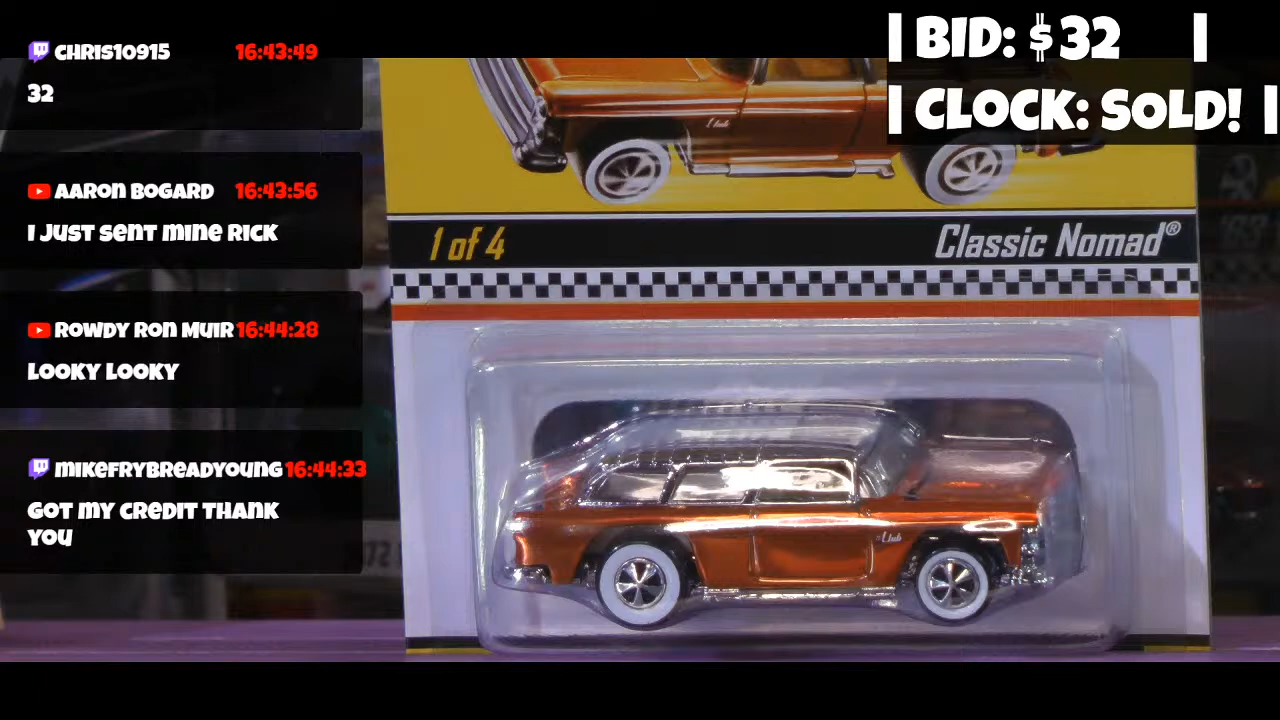 CHRIS10915 16:43:49
32
AARON BOGARD 16:43:56
I JUST SENT MINE RICK
ROWDY RON MUIR 16:44:28
LOOKY LOOKY
MIKEFRYBREADYOUNG 16:44:33
GOT MY CREDIT THANK
YOU
| BID: $32 |
| CLOCK: SOLD! |
1 of 4
Classic Nomad®
Club